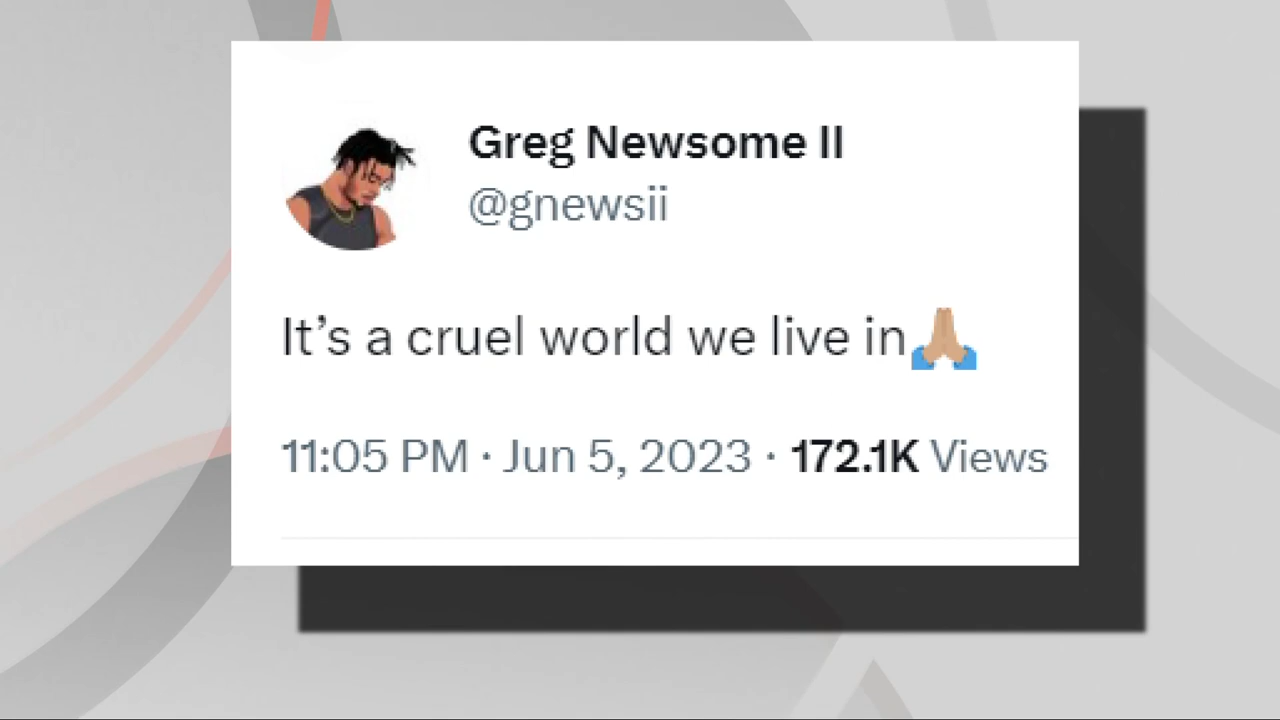 Greg Newsome II
@gnewsii
It’s a cruel world we live in🙏🏼
11:05 PM · Jun 5, 2023 · 172.1K Views